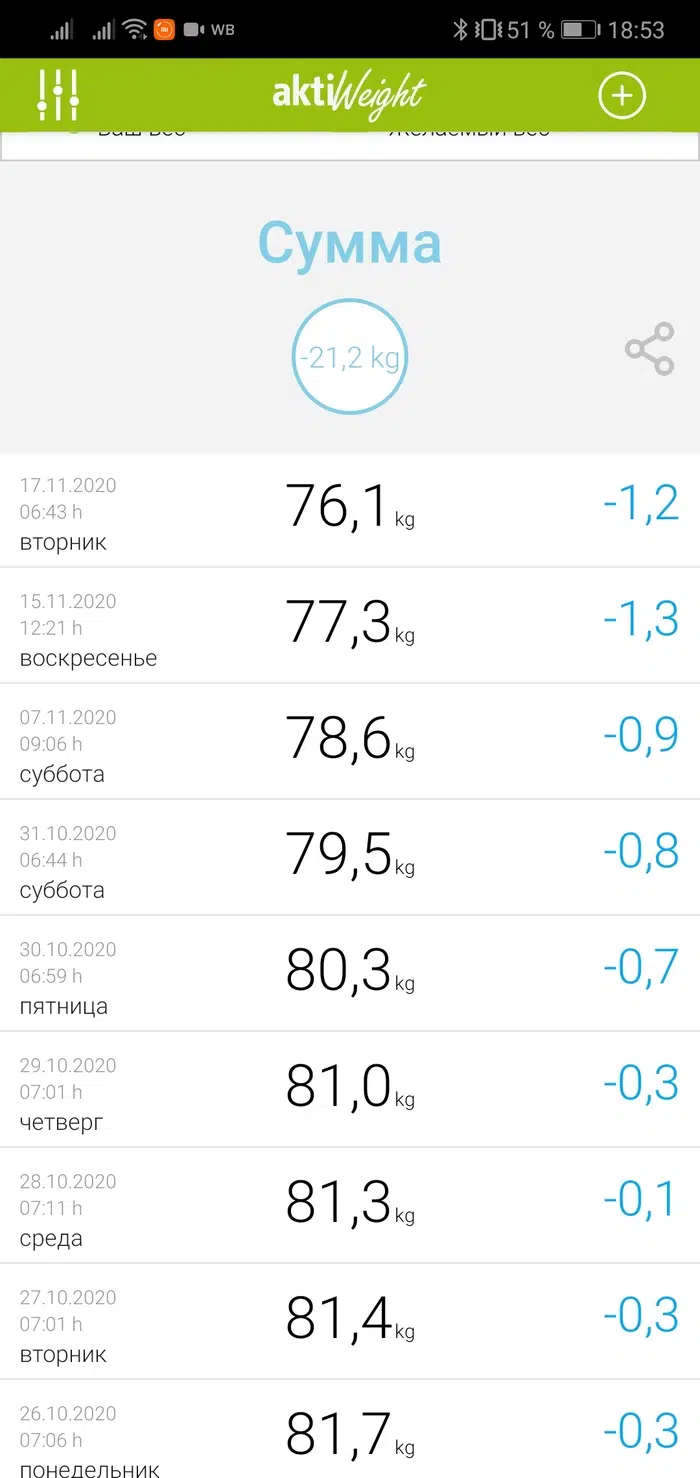 WB
51 % 18:53
aktiWeight
Ваш вес Желаемый вес
Сумма
-21,2 kg
17.11.2020
06:43 h
вторник
76,1 kg
-1,2
15.11.2020
12:21 h
воскресенье
77,3 kg
-1,3
07.11.2020
09:06 h
суббота
78,6 kg
-0,9
31.10.2020
06:44 h
суббота
79,5 kg
-0,8
30.10.2020
06:59 h
пятница
80,3 kg
-0,7
29.10.2020
07:01 h
четверг
81,0 kg
-0,3
28.10.2020
07:11 h
среда
81,3 kg
-0,1
27.10.2020
07:01 h
вторник
81,4 kg
-0,3
26.10.2020
07:06 h
понедельник
81,7 kg
-0,3